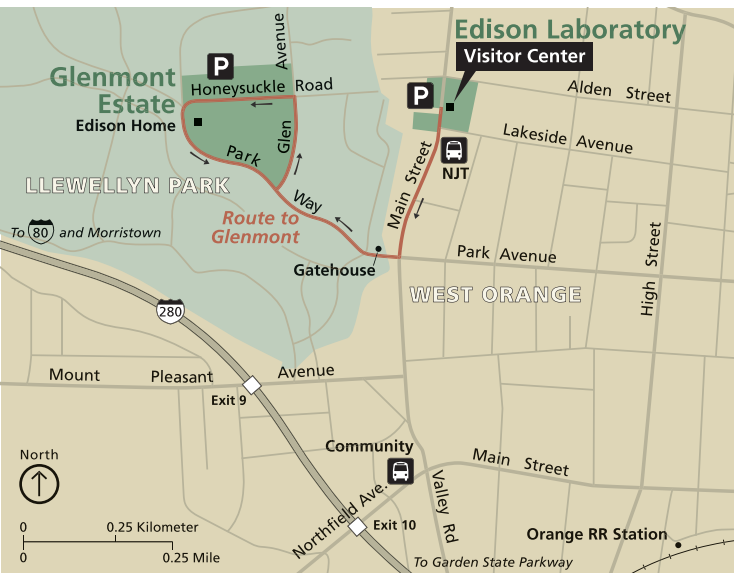 Edison Laboratory
Visitor Center
Avenue
P
Glenmont
Estate
Honeysuckle Road
P
Alden Street
Edison Home
Glen
Park
Lakeside Avenue
NJT
Main Street
LLEWELLYN PARK
Way
Route to
Glenmont
To 80 and Morristown
Gatehouse
Park Avenue
High Street
WEST ORANGE
280
Mount Pleasant Avenue
Exit 9
Community
North
Main Street
Northfield Ave.
Valley Rd
Exit 10
0 0.25 Kilometer
0 0.25 Mile
Orange RR Station
To Garden State Parkway